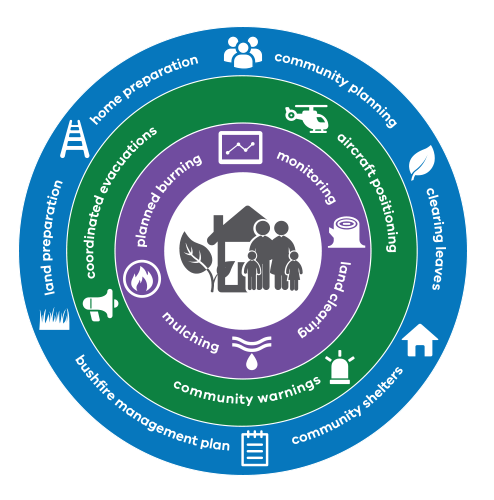 home preparation
community planning
clearing leaves
community shelters
bushfire management plan
land preparation
coordinated evacuations
aircraft positioning
community warnings
planned burning
monitoring
land clearing
mulching